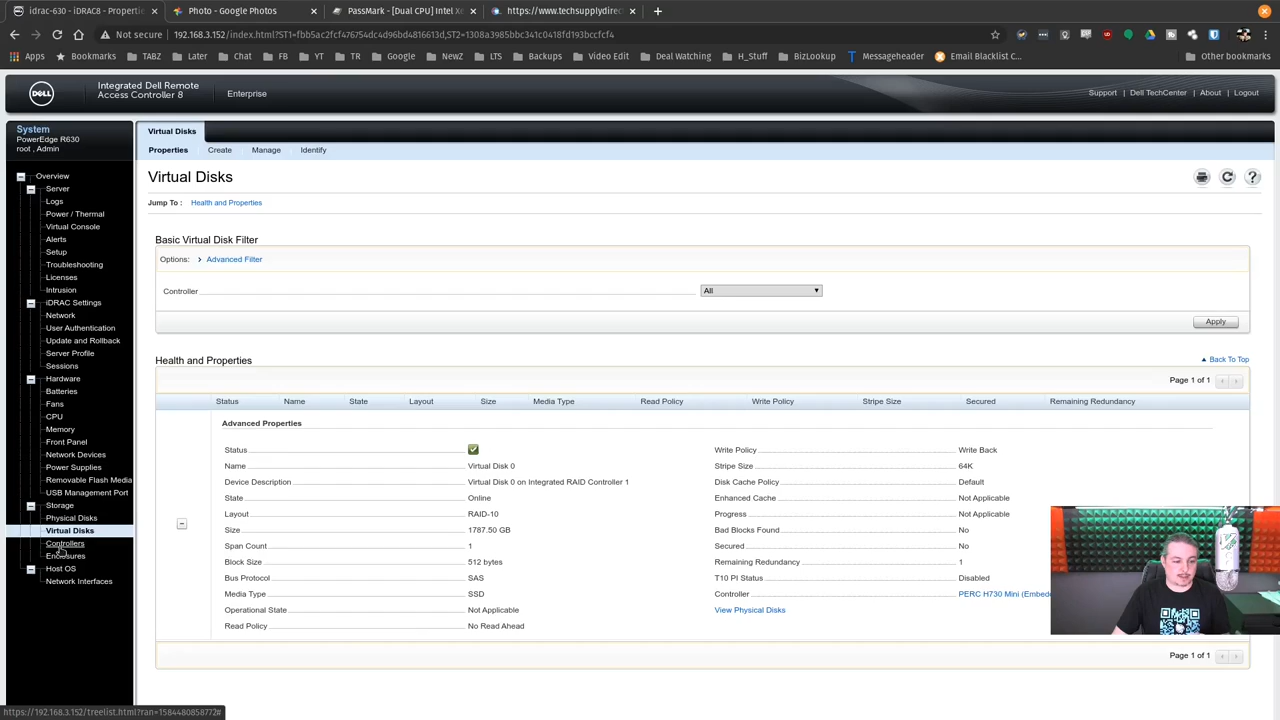 idrac-630 - iDRAC8 - Propertie ×
Photo - Google Photos ×
PassMark - [Dual CPU] Intel Xe ×
https://www.techsupplydirect ×
Not secure | 192.168.3.152/index.html?ST1=fbb5ac2fcf476754dc4d96bd4816613d,ST2=1308a3985bbc341c0418fd193bccfcf4
Apps Bookmarks TABZ Later Chat FB YT TR Google NewZ LTS Backups Video Edit Deal Watching H_Stuff BizLookup Messageheader Email Blacklist C... Other bookmarks
DELL
Integrated Dell Remote
Access Controller 8
Enterprise
Support | Dell TechCenter | About | Logout
System
PowerEdge R630
root , Admin
Overview
Server
Logs
Power / Thermal
Virtual Console
Alerts
Setup
Troubleshooting
Licenses
Intrusion
iDRAC Settings
Network
User Authentication
Update and Rollback
Server Profile
Sessions
Hardware
Batteries
Fans
CPU
Memory
Front Panel
Network Devices
Power Supplies
Removable Flash Media
USB Management Port
Storage
Physical Disks
Virtual Disks
Controllers
Enclosures
Host OS
Network Interfaces
Virtual Disks
Properties Create Manage Identify
Virtual Disks
Jump To : Health and Properties
Basic Virtual Disk Filter
Options: Advanced Filter
Controller All
Apply
Health and Properties
Back To Top
Page 1 of 1
Status Name State Layout Size Media Type Read Policy Write Policy Stripe Size Secured Remaining Redundancy
Advanced Properties
Status
Name Virtual Disk 0
Device Description Virtual Disk 0 on Integrated RAID Controller 1
State Online
Layout RAID-10
Size 1787.50 GB
Span Count 1
Block Size 512 bytes
Bus Protocol SAS
Media Type SSD
Operational State Not Applicable
Read Policy No Read Ahead
Write Policy Write Back
Stripe Size 64K
Disk Cache Policy Default
Enhanced Cache Not Applicable
Progress Not Applicable
Bad Blocks Found No
Secured No
Remaining Redundancy 1
T10 PI Status Disabled
Controller PERC H730 Mini (Embed
View Physical Disks
Page 1 of 1
https://192.168.3.152/treelist.html?ran=1584480858772#